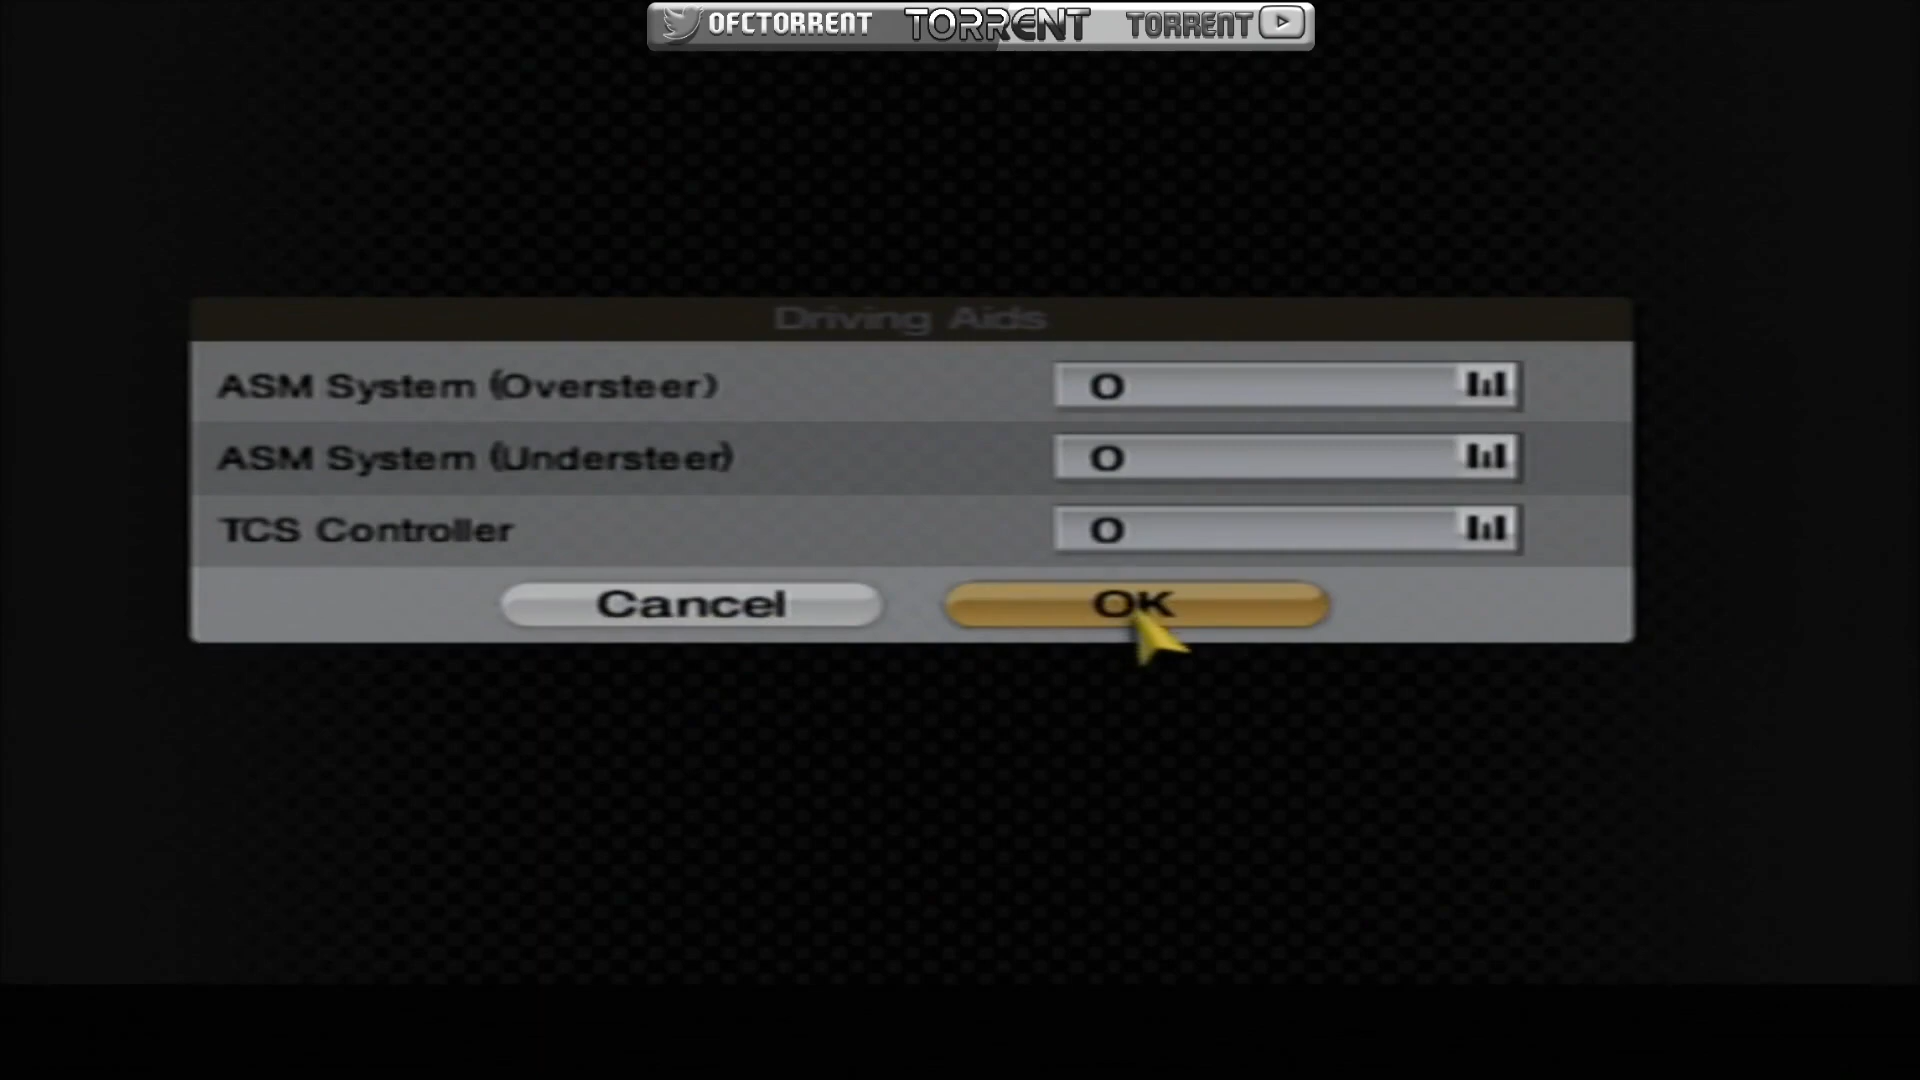 OFCTORRENT TORRENT TORRENT
Driving Aids
ASM System (Oversteer) 0
ASM System (Understeer) 0
TCS Controller 0
Cancel OK